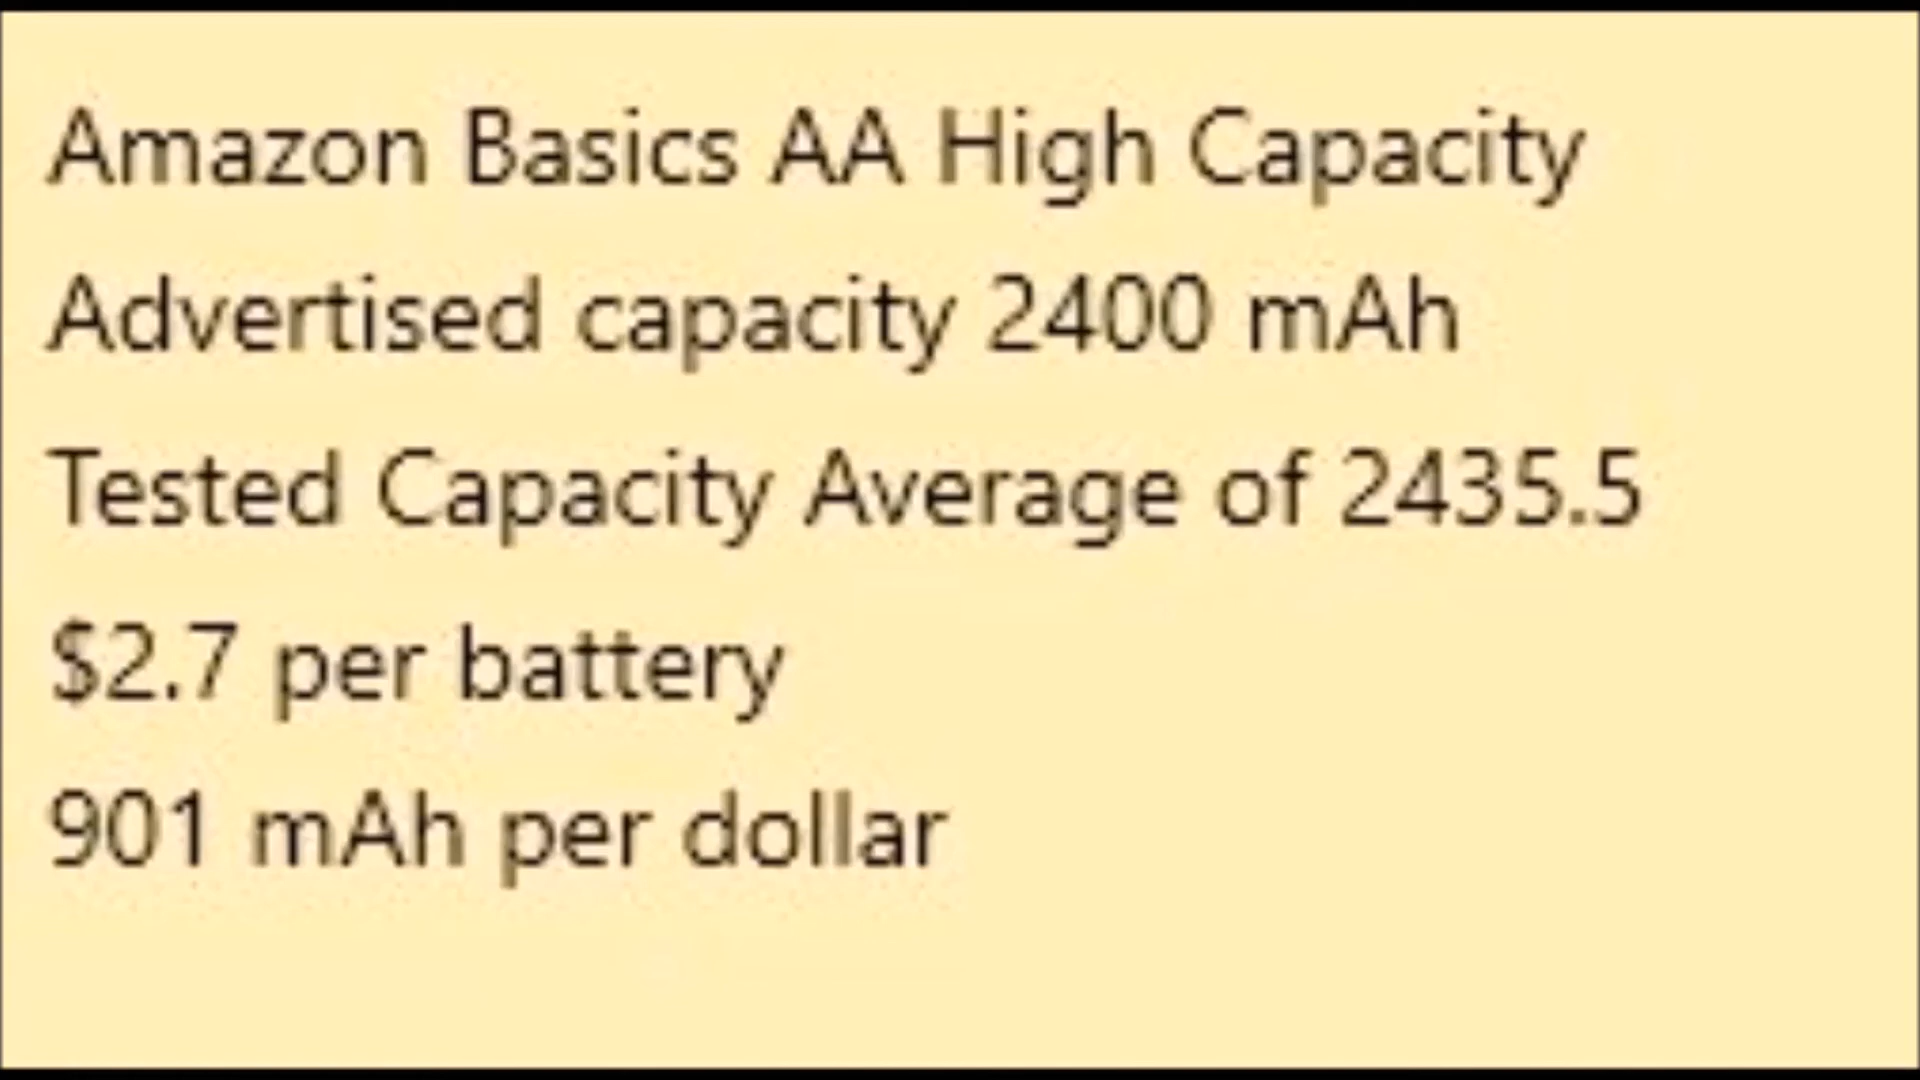 Amazon Basics AA High Capacity
Advertised capacity 2400 mAh
Tested Capacity Average of 2435.5
$2.7 per battery
901 mAh per dollar